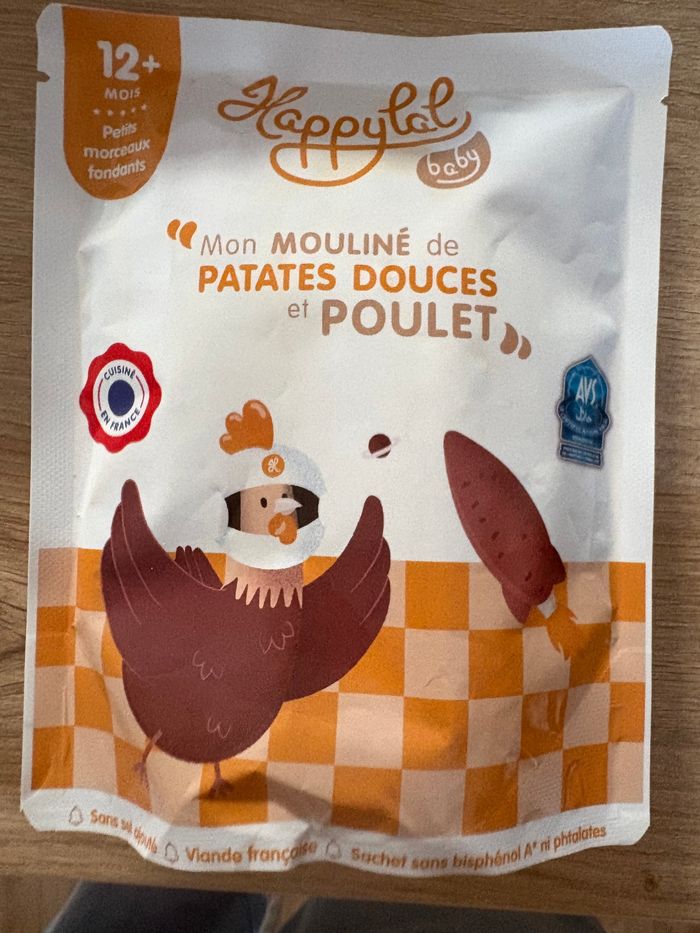 12+
MOIS
Petits
morceaux
fondants
Happylal
baby
“Mon MOULINÉ de
PATATES DOUCES
et POULET”
CUISINÉ
EN FRANCE
AVS
H
Sans sel ajouté
Viande française
Sachet sans bisphénol A* ni phtalates